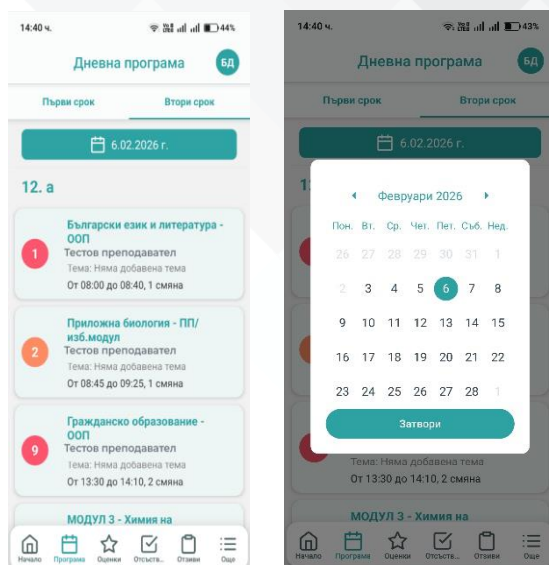 14:40 ч.
44%
Дневна програма
БД
Първи срок
Втори срок
6.02.2026 г.
12. а
Български език и литература -
ООП
1
Тестов преподавател
Тема: Няма добавена тема
От 08:00 до 08:40, 1 смяна
Приложна биология - ПП/
изб.модул
2
Тестов преподавател
Тема: Няма добавена тема
От 08:45 до 09:25, 1 смяна
Гражданско образование -
ООП
9
Тестов преподавател
Тема: Няма добавена тема
От 13:30 до 14:10, 2 смяна
МОДУЛ 3 - Химия на
Начало
Програма
Оценки
Отсъств...
Отзиви
Още
14:40 ч.
43%
Дневна програма
БД
Първи срок
Втори срок
6.02.2026 г.
Февруари 2026
Пон. Вт. Ср. Чет. Пет. Съб. Нед.
26 27 28 29 30 31 1
2 3 4 5 6 7 8
9 10 11 12 13 14 15
16 17 18 19 20 21 22
23 24 25 26 27 28 1
Затвори
Тема: Няма добавена тема
От 13:30 до 14:10, 2 смяна
МОДУЛ 3 - Химия на
Начало
Програма
Оценки
Отсъств...
Отзиви
Още